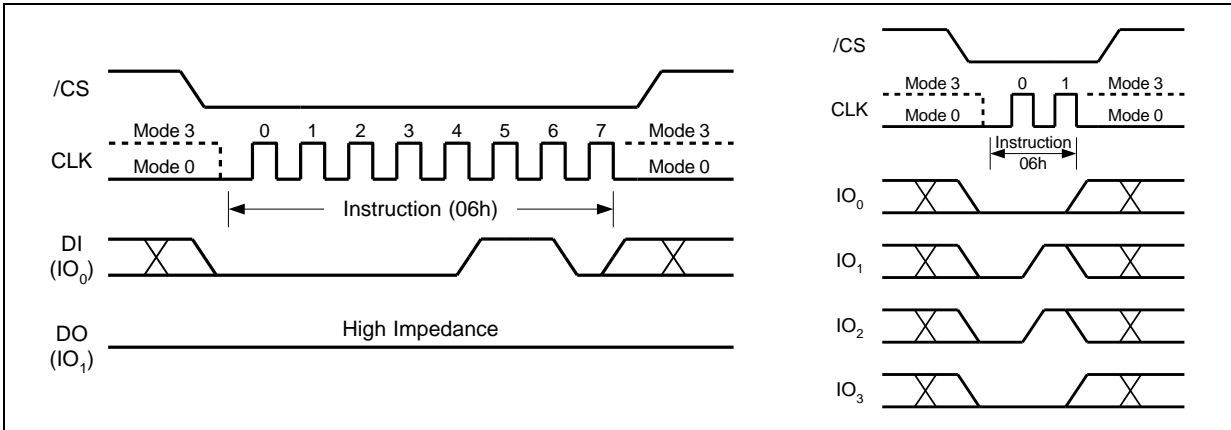 /CS
Mode 3 0 1 2 3 4 5 6 7 Mode 3
CLK
Mode 0 Mode 0
Instruction (06h)
DI
(IO0)
High Impedance
DO
(IO1)
/CS
Mode 3 0 1 Mode 3
CLK
Mode 0 Mode 0
Instruction
06h
IO0
IO1
IO2
IO3